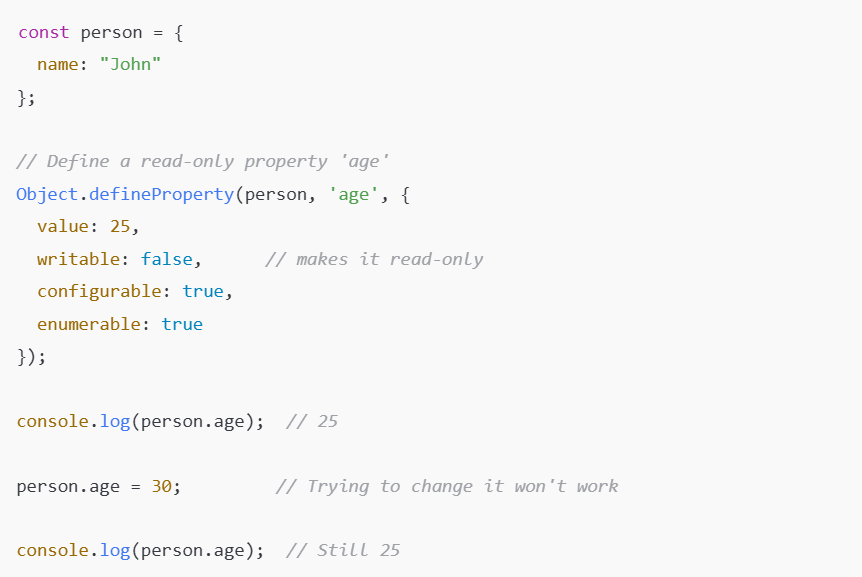 const person = {
  name: "John"
};
// Define a read-only property 'age'
Object.defineProperty(person, 'age', {
  value: 25,
  writable: false,      // makes it read-only
  configurable: true,
  enumerable: true
});
console.log(person.age);  // 25
person.age = 30;         // Trying to change it won't work
console.log(person.age);  // Still 25